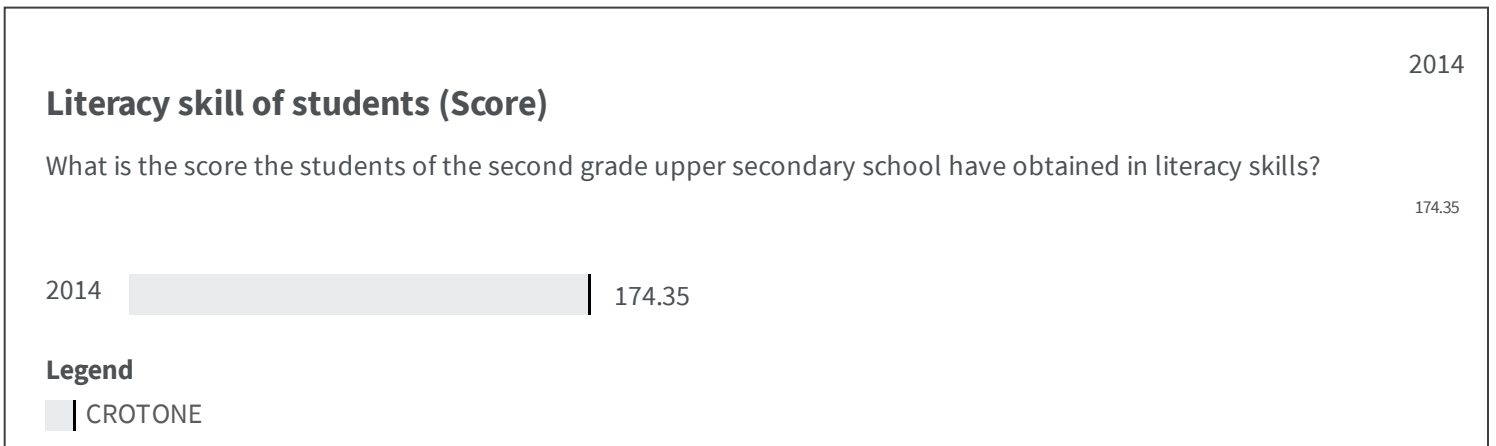 2014
Literacy skill of students (Score)
What is the score the students of the second grade upper secondary school have obtained in literacy skills?
174.35
2014 174.35
Legend
CROTONE